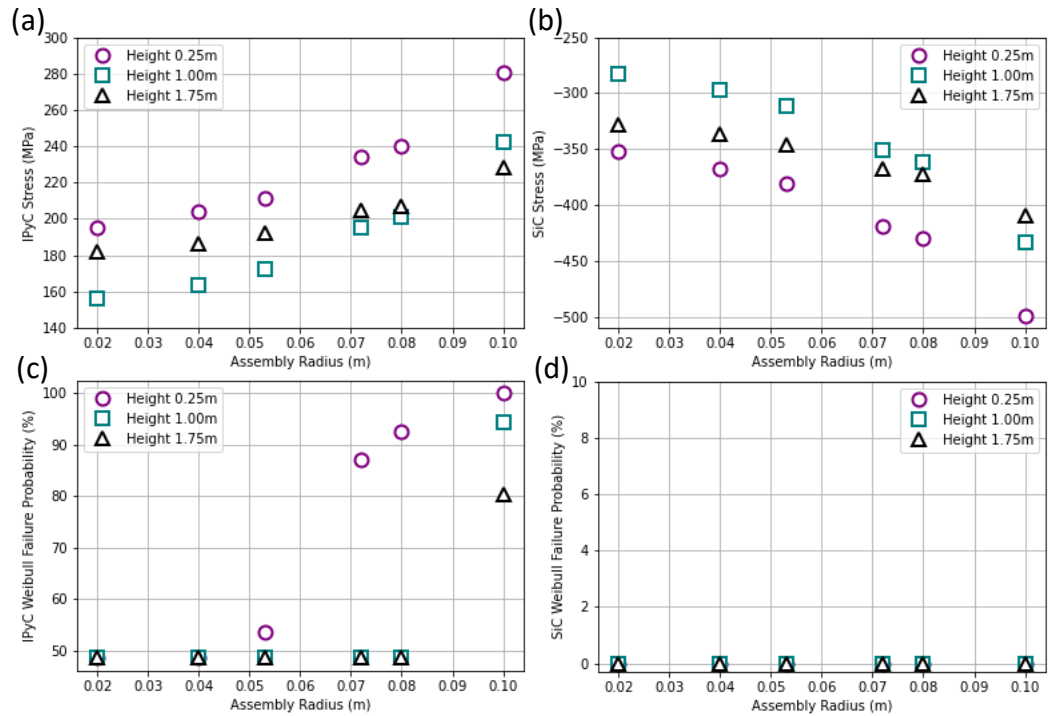 (a)
300
280
260
240
220
200
180
160
140
IPyC Stress (MPa)
Height 0.25m
Height 1.00m
Height 1.75m
0.02 0.03 0.04 0.05 0.06 0.07 0.08 0.09 0.10
Assembly Radius (m)
(b)
−250
−300
−350
−400
−450
−500
SiC Stress (MPa)
Height 0.25m
Height 1.00m
Height 1.75m
0.02 0.03 0.04 0.05 0.06 0.07 0.08 0.09 0.10
Assembly Radius (m)
(c)
100
90
80
70
60
50
IPyC Weibull Failure Probability (%)
Height 0.25m
Height 1.00m
Height 1.75m
0.02 0.03 0.04 0.05 0.06 0.07 0.08 0.09 0.10
Assembly Radius (m)
(d)
10
8
6
4
2
0
SiC Weibull Failure Probability (%)
Height 0.25m
Height 1.00m
Height 1.75m
0.02 0.03 0.04 0.05 0.06 0.07 0.08 0.09 0.10
Assembly Radius (m)